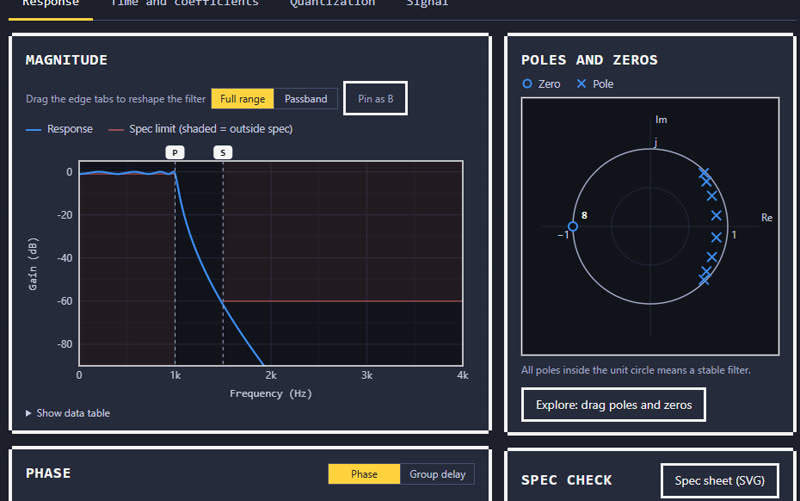 Response Time and coefficients Quantization Signal
MAGNITUDE
Drag the edge tabs to reshape the filter Full range Passband Pin as B
Response Spec limit (shaded = outside spec)
P S
0
-20
-40
-60
-80
Gain (dB)
0 1k 2k 3k 4k
Frequency (Hz)
Show data table
POLES AND ZEROS
Zero Pole
Im
j
8 Re
−1 1
All poles inside the unit circle means a stable filter.
Explore: drag poles and zeros
PHASE Phase Group delay
SPEC CHECK Spec sheet (SVG)